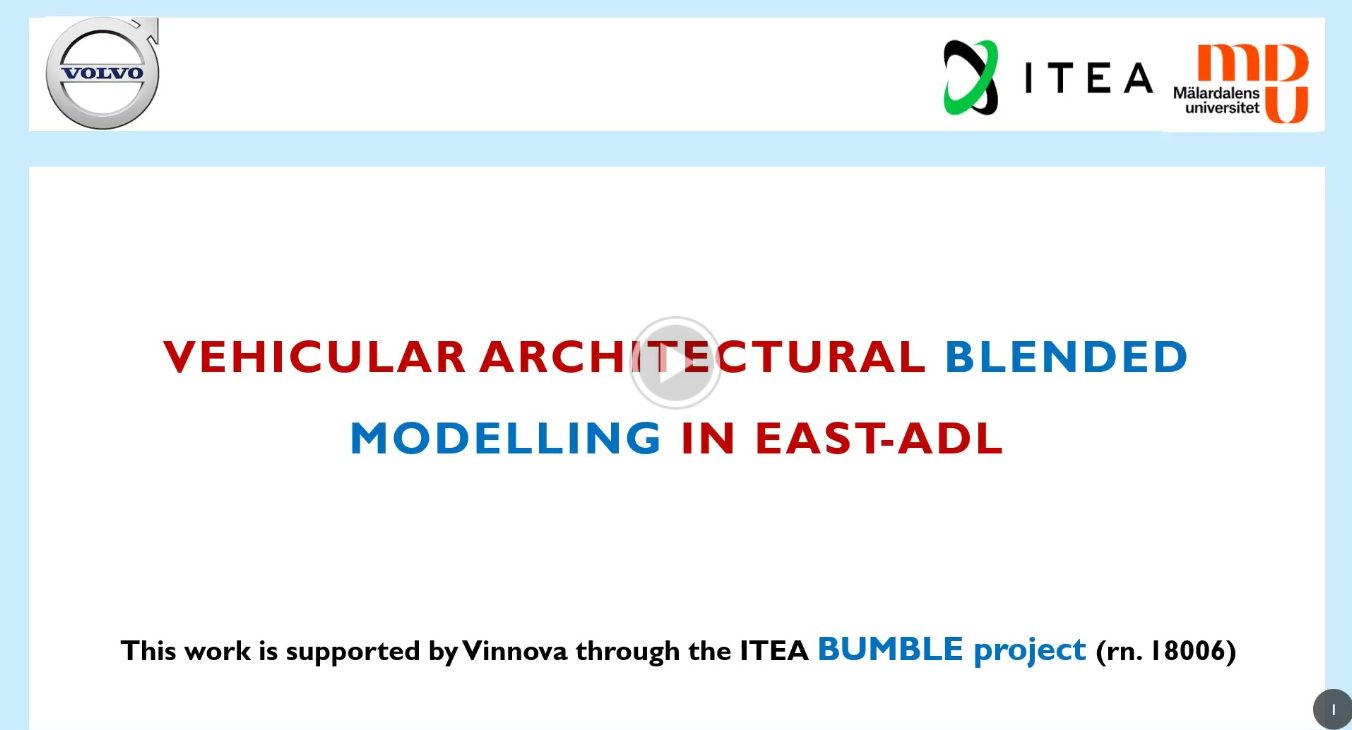 VOLVO
ITEA
mdu
Mälardalens
universitet
VEHICULAR ARCHITECTURAL BLENDED
MODELLING IN EAST-ADL
This work is supported by Vinnova through the ITEA BUMBLE project (rn. 18006)
1